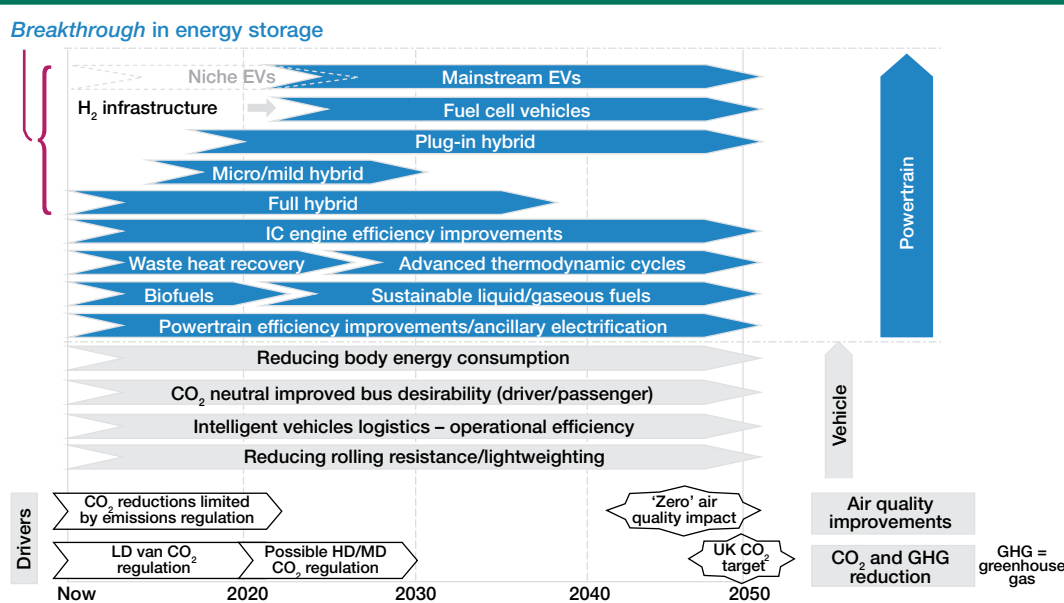 Breakthrough in energy storage
Niche EVs
Mainstream EVs
H₂ infrastructure
Fuel cell vehicles
Plug-in hybrid
Micro/mild hybrid
Full hybrid
IC engine efficiency improvements
Waste heat recovery
Advanced thermodynamic cycles
Biofuels
Sustainable liquid/gaseous fuels
Powertrain efficiency improvements/ancillary electrification
Powertrain
Reducing body energy consumption
CO₂ neutral improved bus desirability (driver/passenger)
Intelligent vehicles logistics – operational efficiency
Reducing rolling resistance/lightweighting
Vehicle
Drivers
CO₂ reductions limited
by emissions regulation
'Zero' air
quality impact
Air quality
improvements
LD van CO₂
regulation
Possible HD/MD
CO₂ regulation
UK CO₂
target
CO₂ and GHG
reduction
GHG =
greenhouse
gas
Now
2020
2030
2040
2050